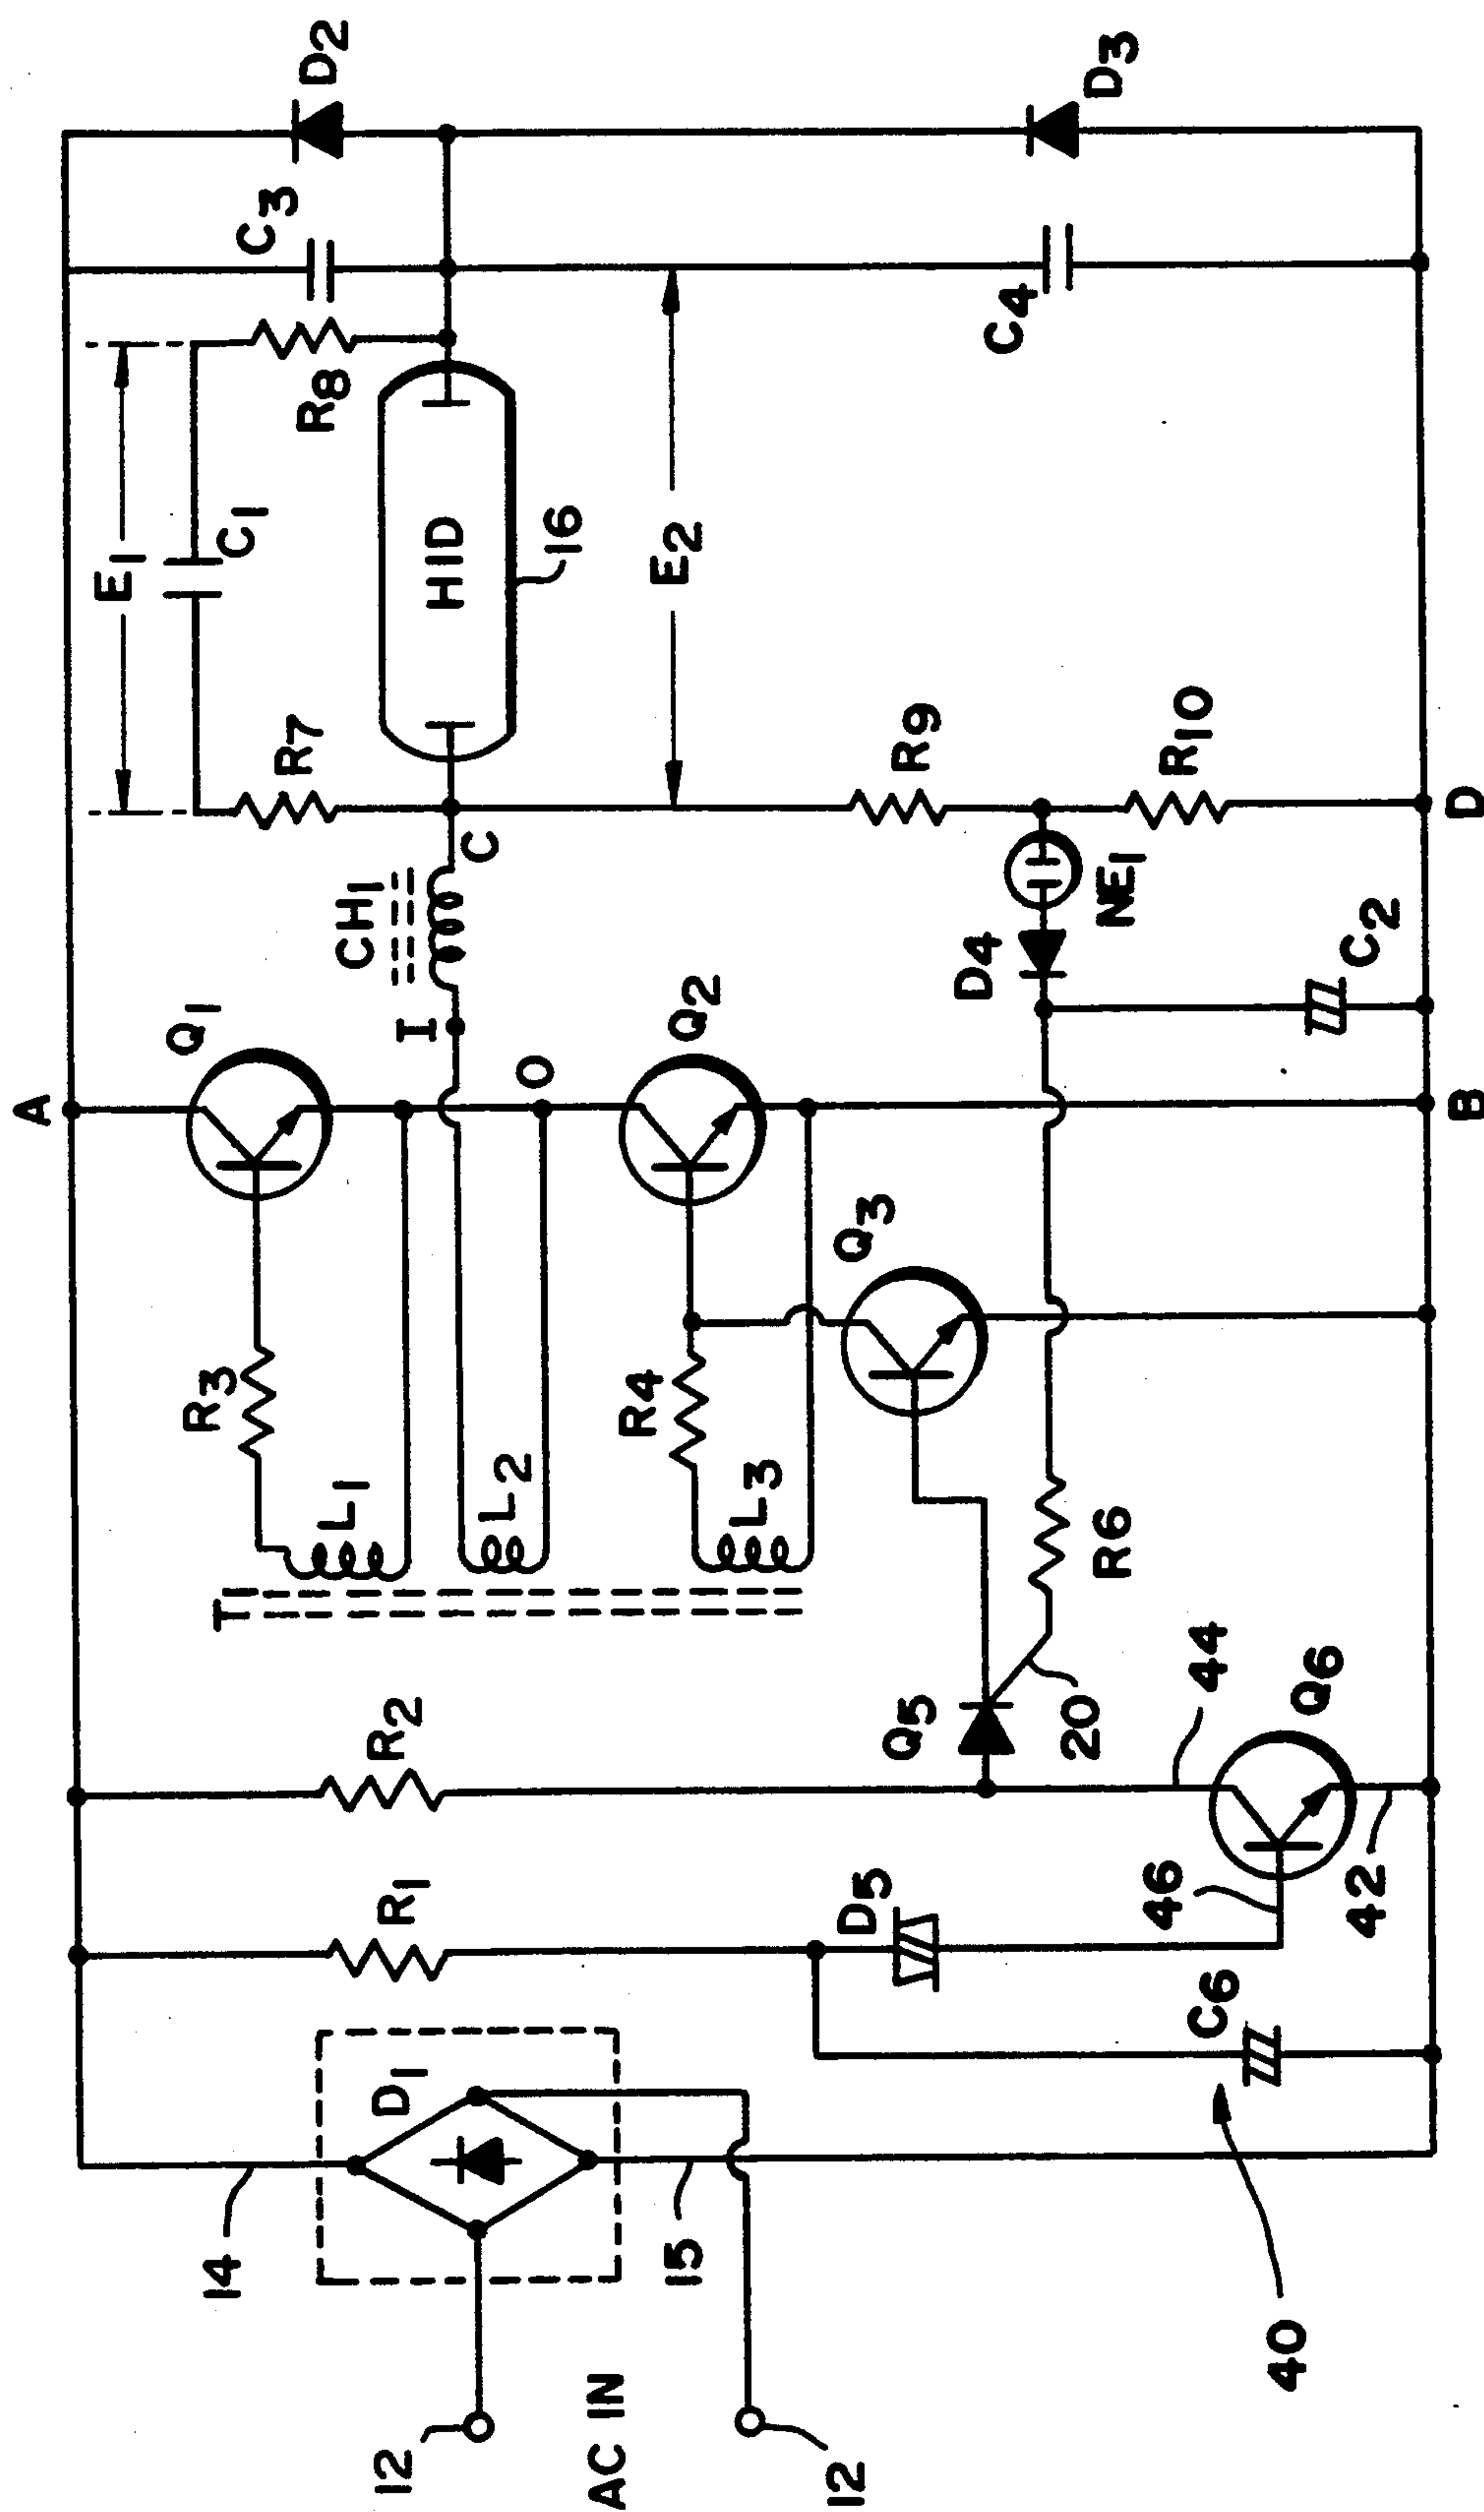 12
AC IN
12
14
D1
15
40
C6
R1
D5
46
42
R2
Q5
20
44
Q6
T1
L1
L2
L3
R3
R4
R6
Q3
A
Q1
I
O
Q2
B
CH1
C
D4
NE1
C2
R7
R9
R10
D
E1
C1
HID
16
E2
R8
C3
C4
D2
D3